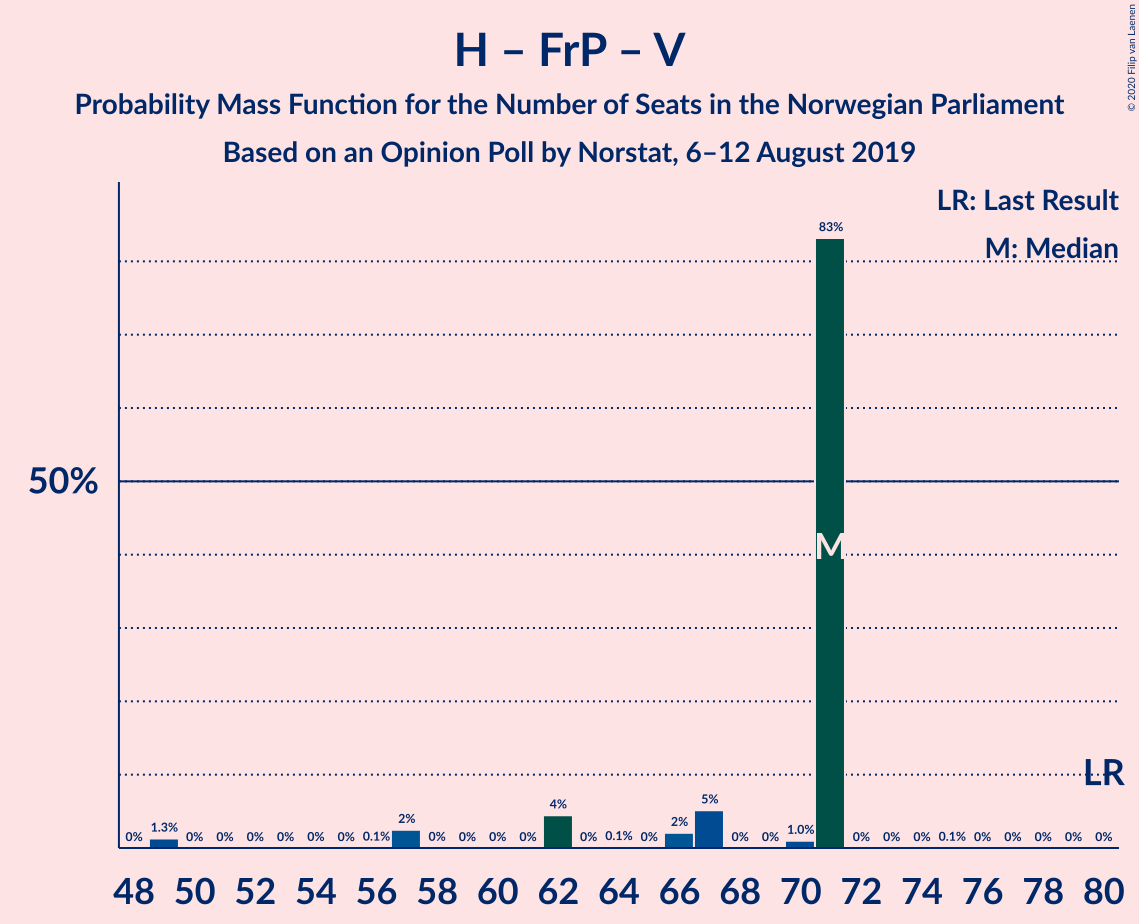 H – FrP – V
Probability Mass Function for the Number of Seats in the Norwegian Parliament
Based on an Opinion Poll by Norstat, 6–12 August 2019
© 2020 Filip van Laenen
LR: Last Result
M: Median
83%
50%
M
LR
0% 1.3% 0% 0% 0% 0% 0% 0% 0.1% 2% 0% 0% 0% 0% 4% 0% 0.1% 0% 2% 5% 0% 0% 1.0% 0% 0% 0% 0.1% 0% 0% 0% 0% 0%
48 50 52 54 56 58 60 62 64 66 68 70 72 74 76 78 80